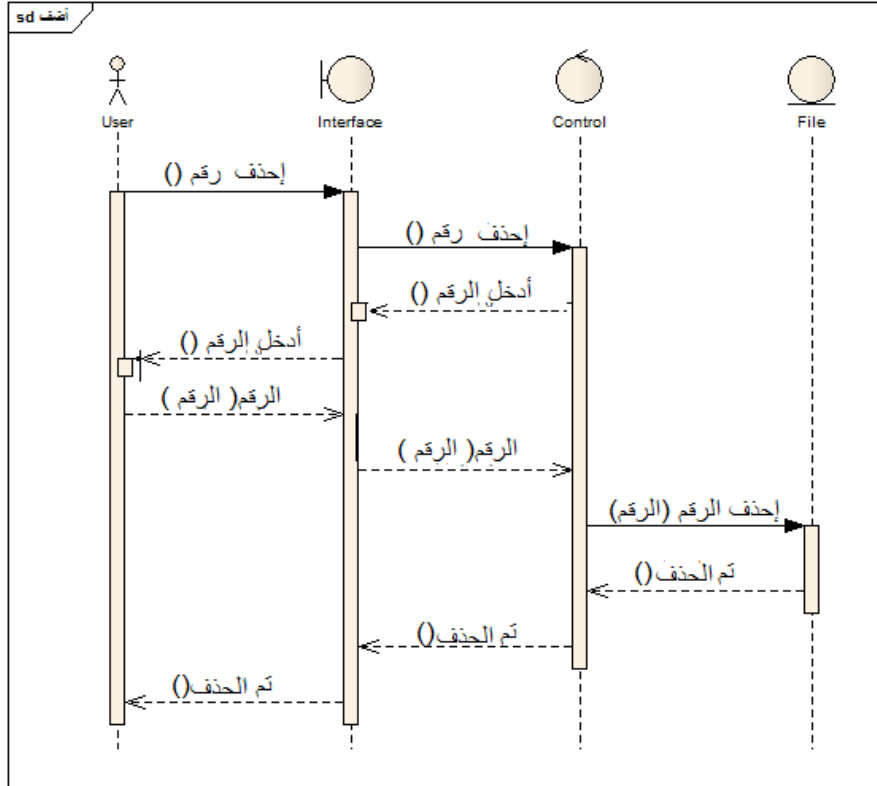 sd أضف
User Interface Control File
إحذف رقم ()
إحذف رقم ()
أدخل الرقم ()
أدخل الرقم ()
الرقم( الرقم )
الرقم( الرقم )
إحذف الرقم (الرقم)
تم الحذف()
تم الحذف()
تم الحذف()